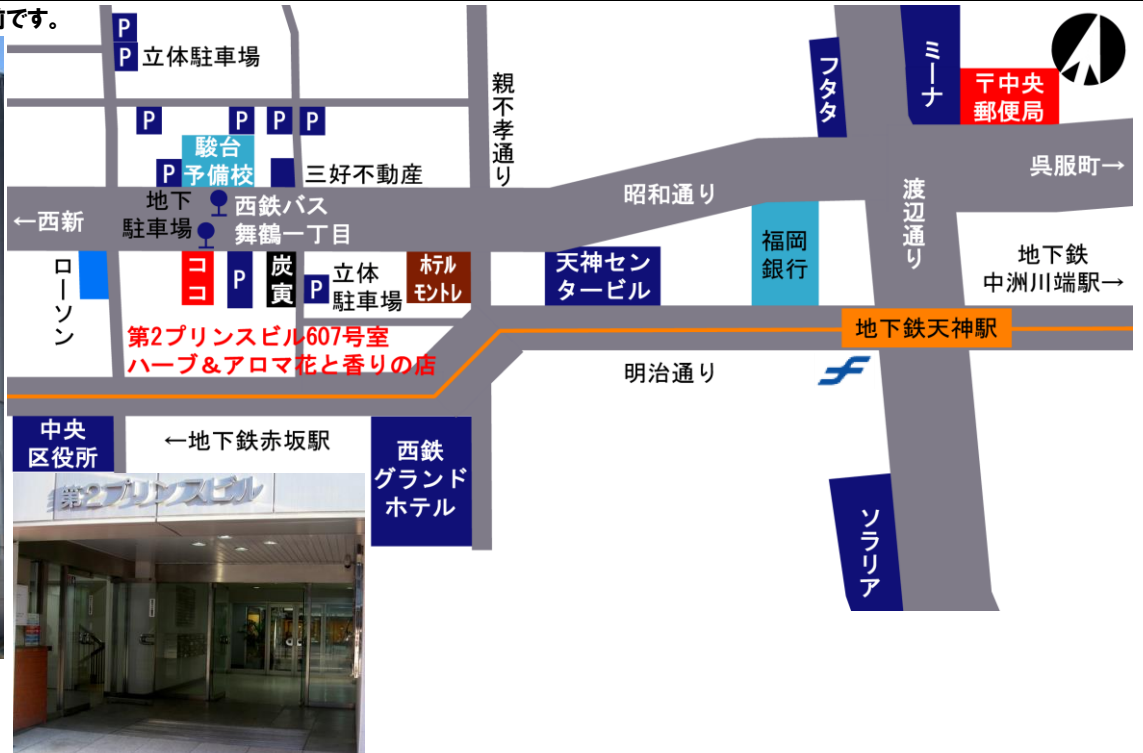 前です。
P
P 立体駐車場
P
P
P
P
駿台
予備校
P
三好不動産
親不孝通り
フタタ
ミーナ
〒中央
郵便局
呉服町→
昭和通り
渡辺通り
←西新
地下
駐車場
西鉄バス
舞鶴一丁目
ローソン
ココ
P
炭寅
P
立体
駐車場
ホテル
モントレ
天神セン
タービル
福岡
銀行
地下鉄
中洲川端駅→
第2プリンスビル607号室
ハーブ&アロマ花と香りの店
地下鉄天神駅
明治通り
中央
区役所
←地下鉄赤坂駅
西鉄
グランド
ホテル
ソラリア
第2プリンスビル